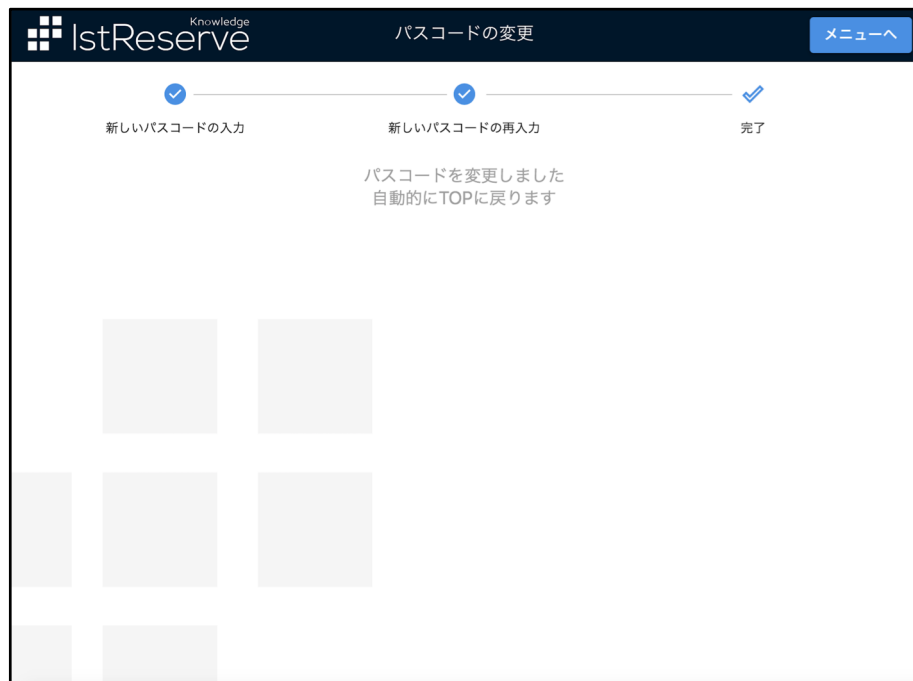 Knowledge
IstReserve
パスコードの変更
メニューへ
新しいパスコードの入力
新しいパスコードの再入力
完了
パスコードを変更しました
自動的にTOPに戻ります